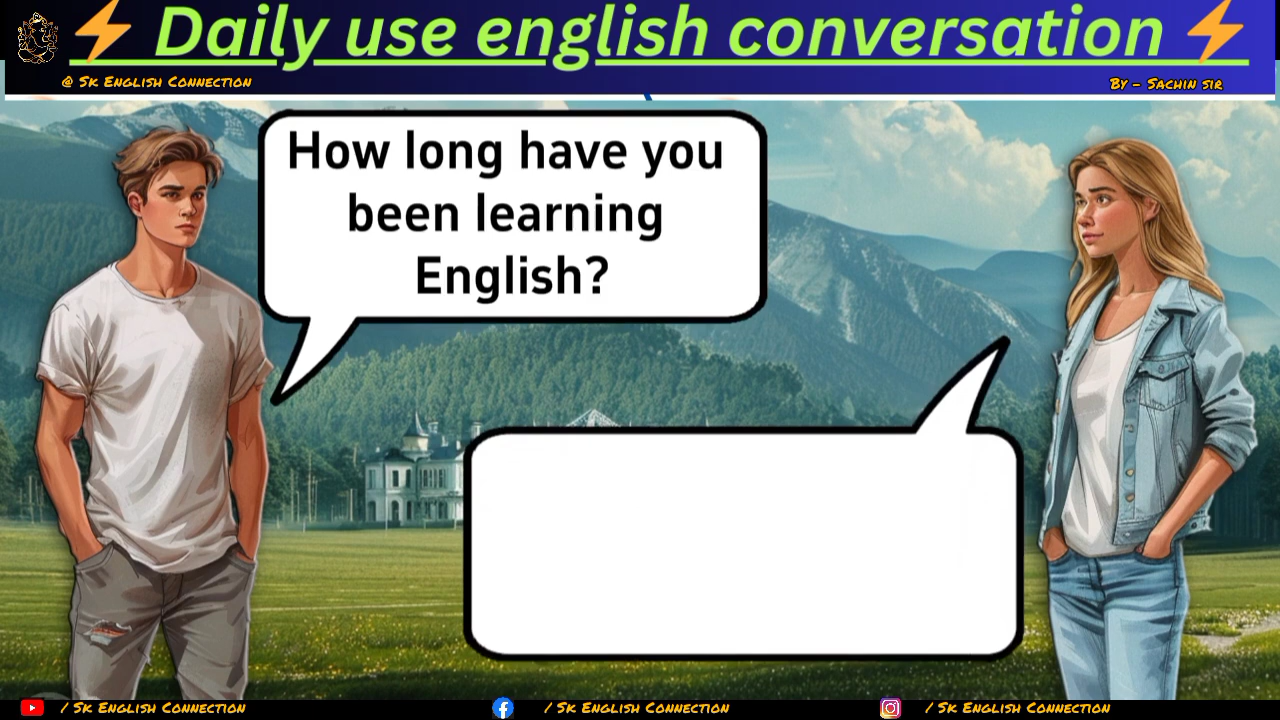 ⚡ Daily use english conversation ⚡
@ Sk English Connection
By - Sachin sir
How long have you
been learning
English?
/ Sk English Connection
/ Sk English Connection
/ Sk English Connection